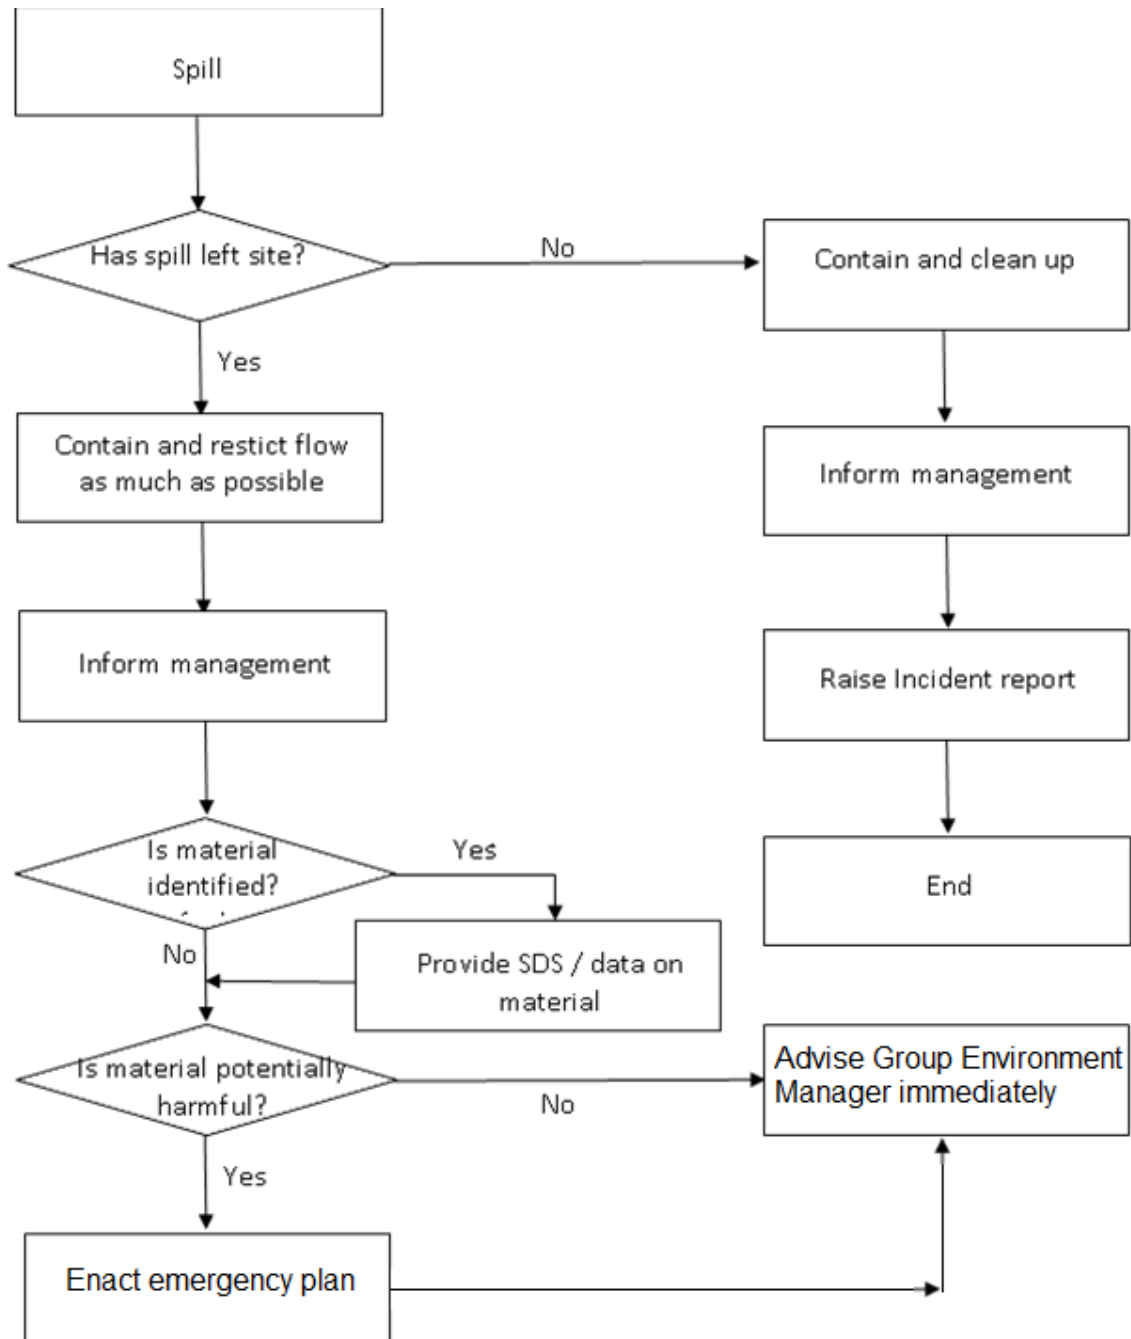 Spill
Has spill left site?
No
Contain and clean up
Yes
Contain and restict flow
as much as possible
Inform management
Inform management
Raise Incident report
Is material
identified?
Yes
End
No
Provide SDS / data on
material
Is material potentially
harmful?
No
Advise Group Environment
Manager immediately
Yes
Enact emergency plan